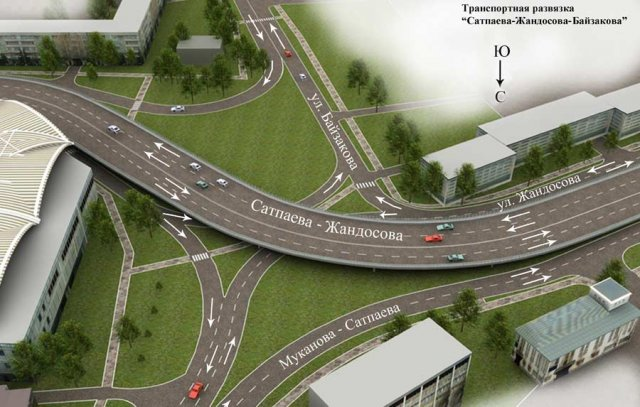 Транспортная развязка
“Сатпаева-Жандосова-Байзакова”
Ю
С
ул. Байзакова
ул. Жандосова
Сатпаева - Жандосова
Муканова - Сатпаева